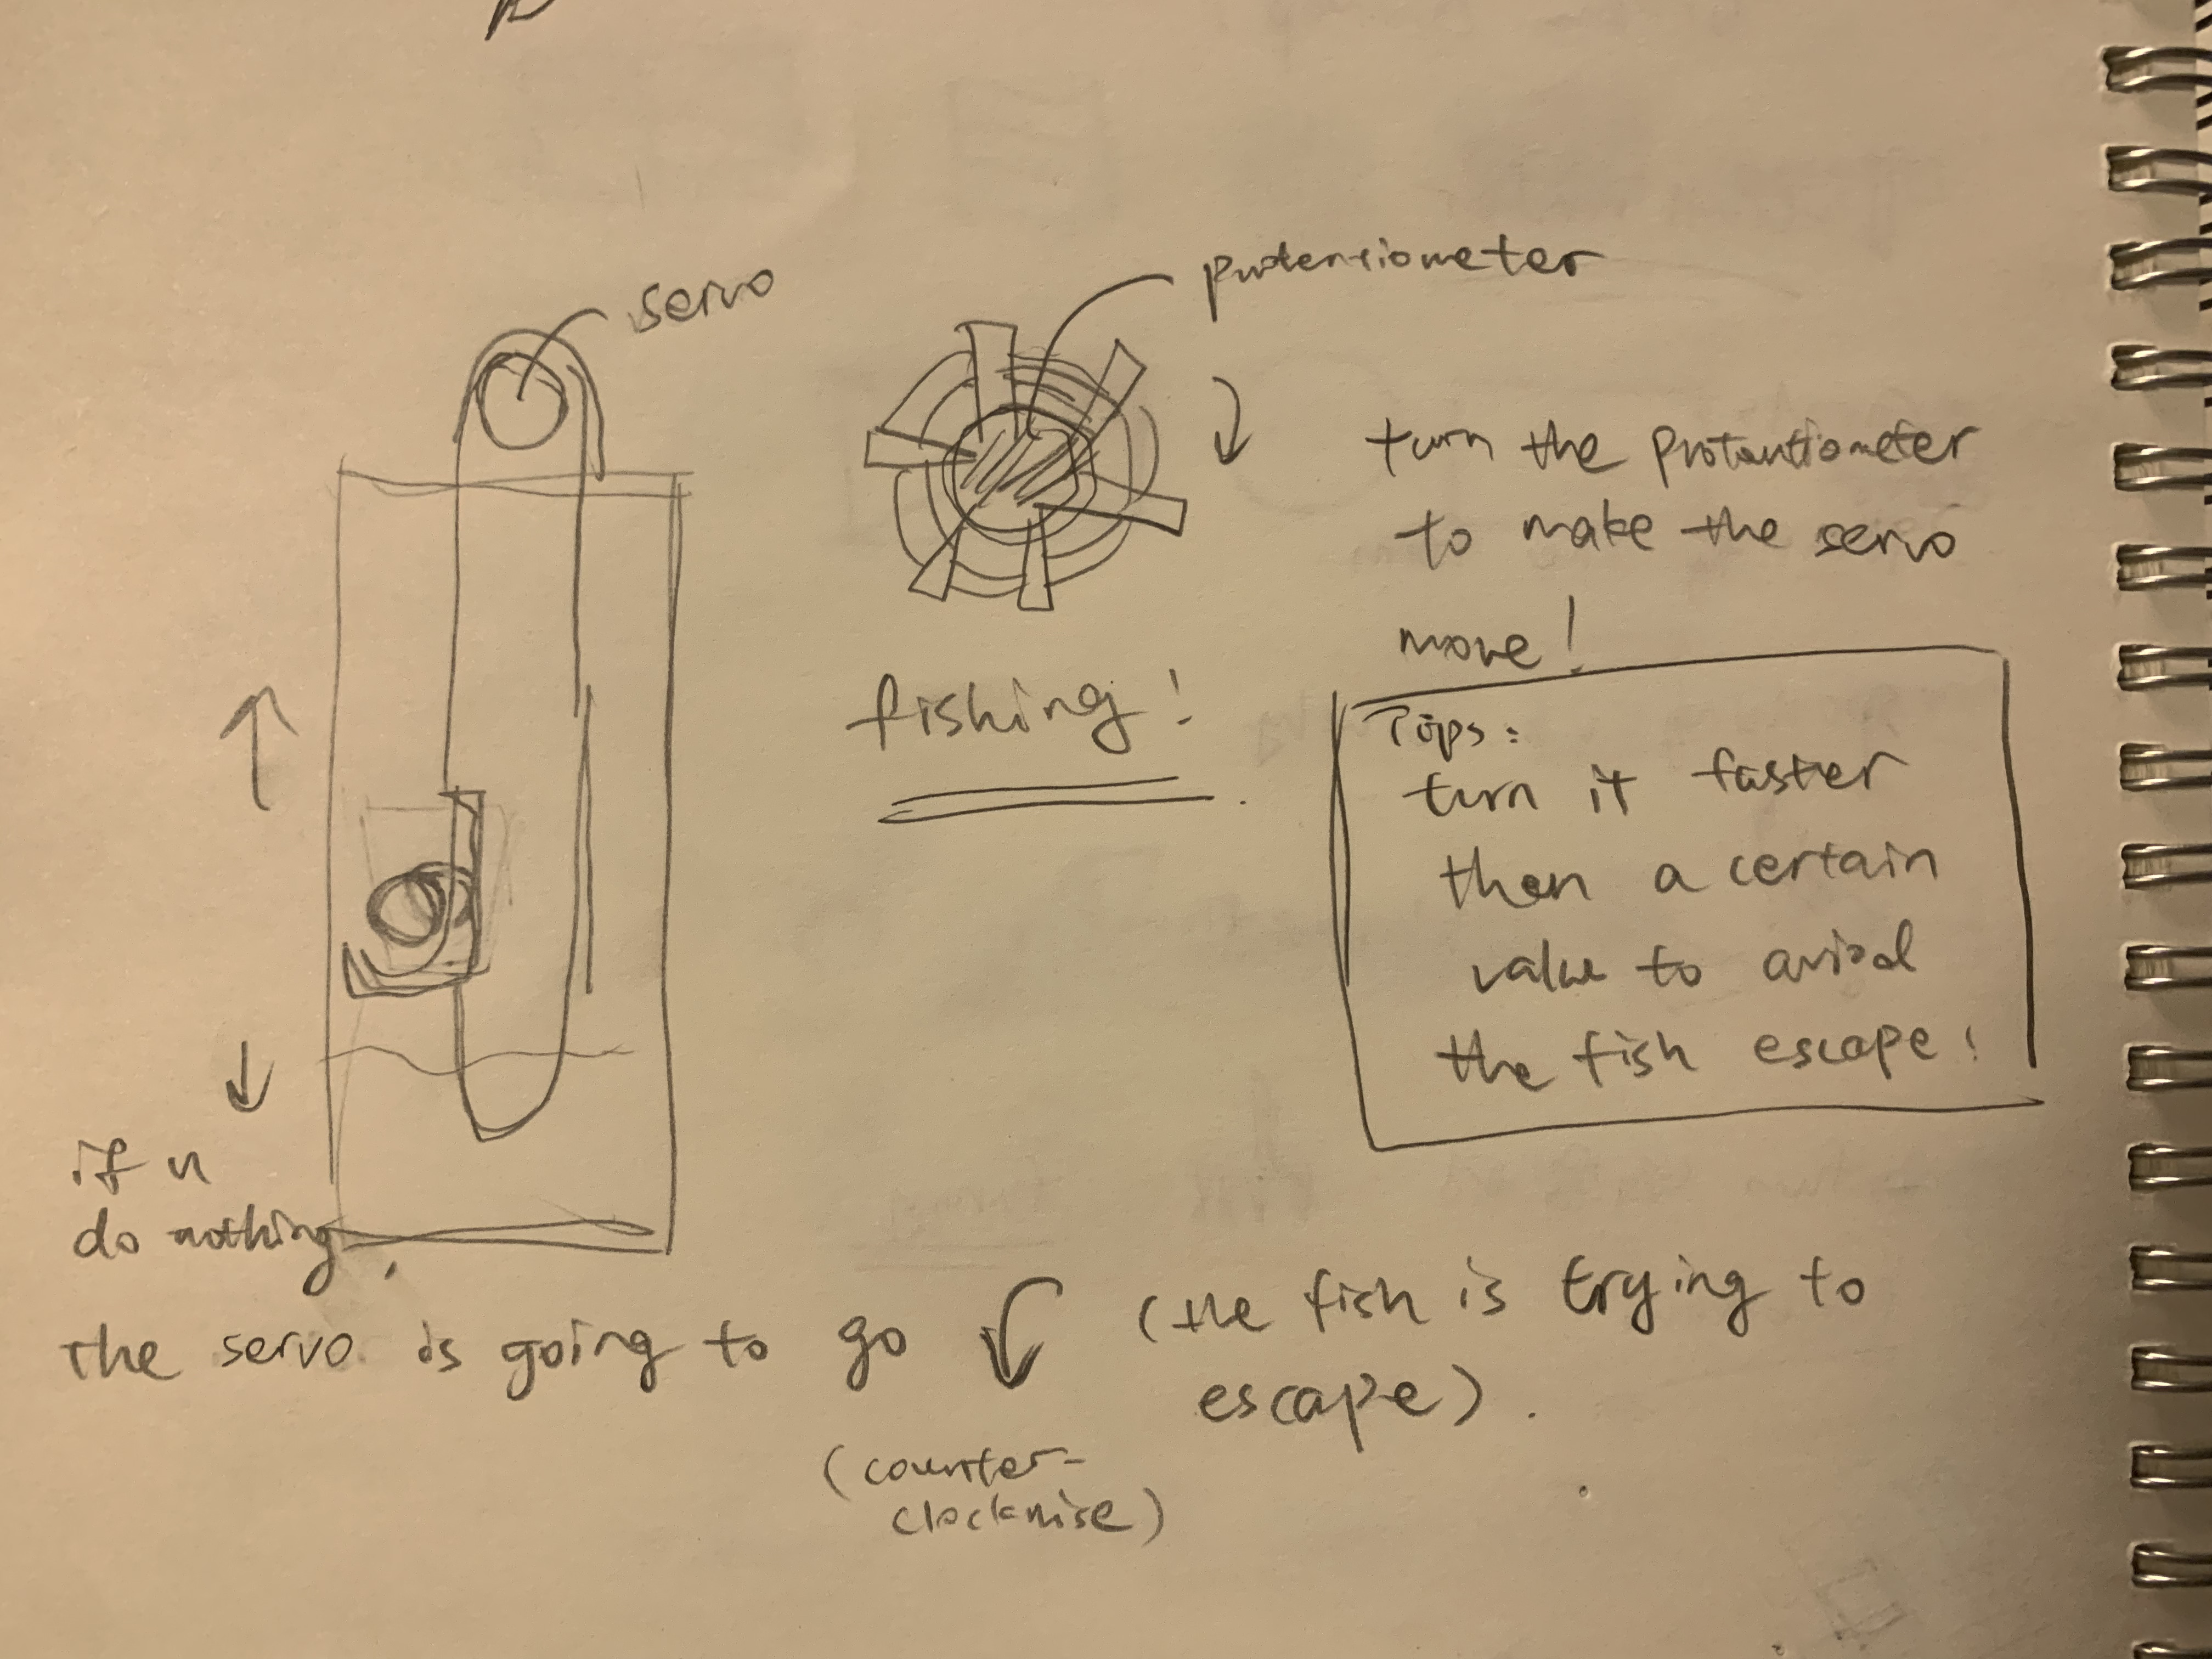 servo
protensiometer
turn the protantiometer
to make the servo
move!
fishing!
Tips:
turn it faster
then a certain
value to aviod
the fish escape!
if u
do nothing,
the servo is going to go (the fish is trying to
escape).
(counter-
clockwise)